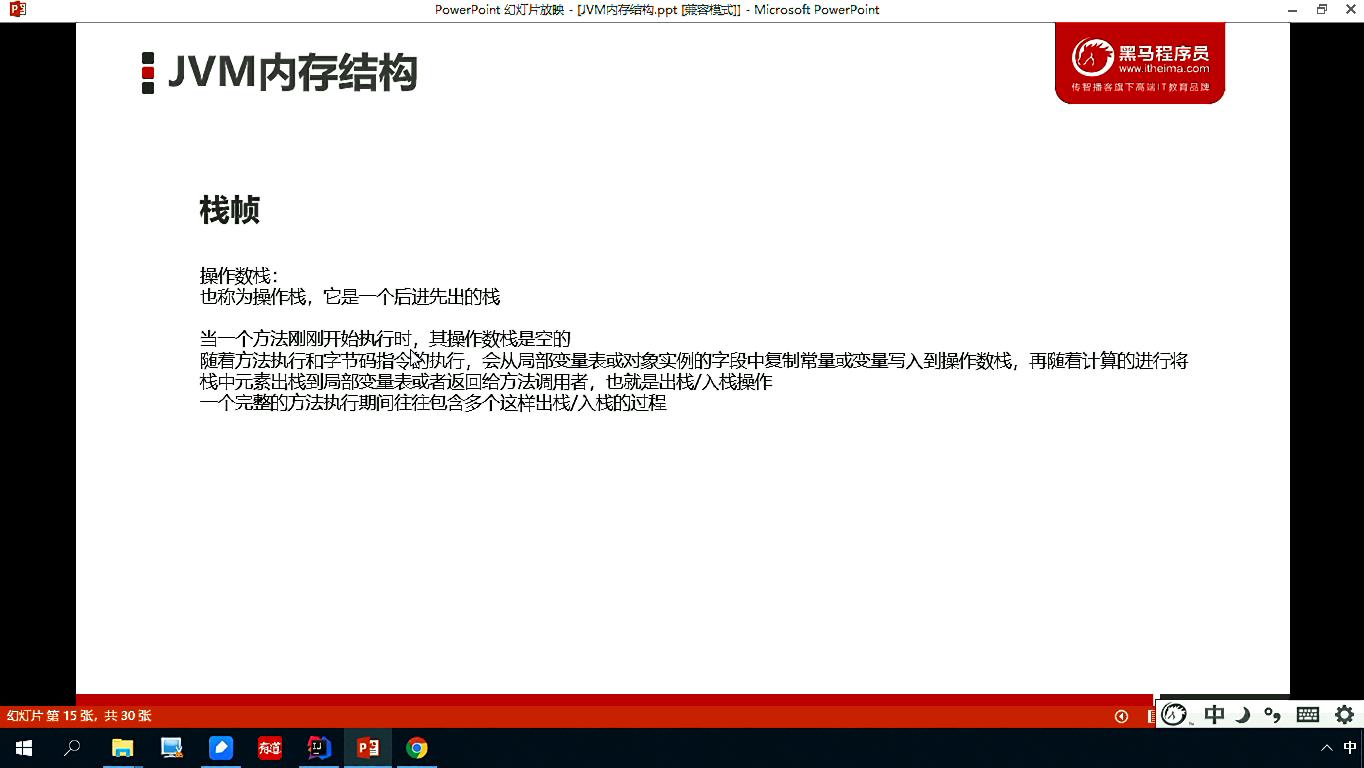 PowerPoint 幻灯片放映 - [JVM内存结构.ppt [兼容模式]] - Microsoft PowerPoint
JVM内存结构
黑马程序员
www.itheima.com
传智播客旗下高端IT教育品牌
栈帧
操作数栈：
也称为操作栈，它是一个后进先出的栈
当一个方法刚刚开始执行时，其操作数栈是空的
随着方法执行和字节码指令的执行，会从局部变量表或对象实例的字段中复制常量或变量写入到操作数栈，再随着计算的进行将
栈中元素出栈到局部变量表或者返回给方法调用者，也就是出栈/入栈操作
一个完整的方法执行期间往往包含多个这样出栈/入栈的过程
幻灯片 第 15 张，共 30 张
中
有道
IJ
中